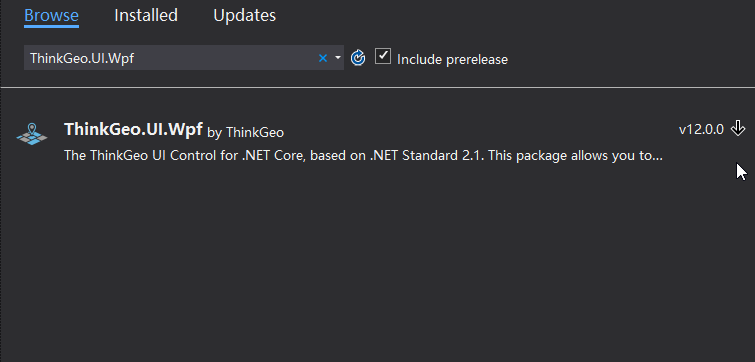 Browse Installed Updates
ThinkGeo.UI.Wpf Include prerelease
ThinkGeo.UI.Wpf by ThinkGeo v12.0.0
The ThinkGeo UI Control for .NET Core, based on .NET Standard 2.1. This package allows you to...